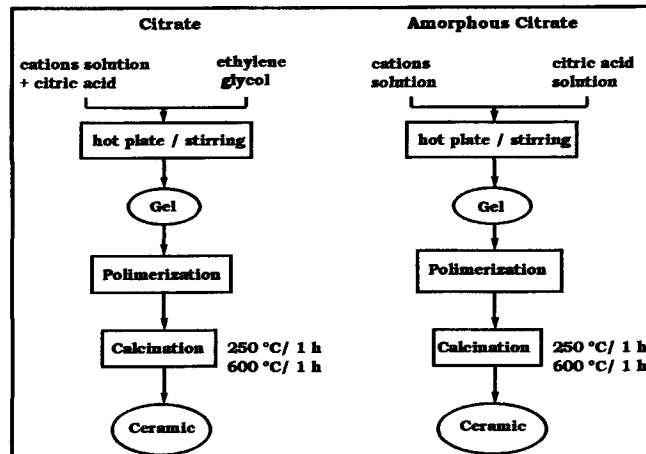 Citrate
cations solution
+ citric acid
ethylene
glycol
hot plate / stirring
Gel
Polimerization
Calcination
250 °C/ 1 h
600 °C/ 1 h
Ceramic
Amorphous Citrate
cations
solution
citric acid
solution
hot plate / stirring
Gel
Polimerization
Calcination
250 °C/ 1 h
600 °C/ 1 h
Ceramic